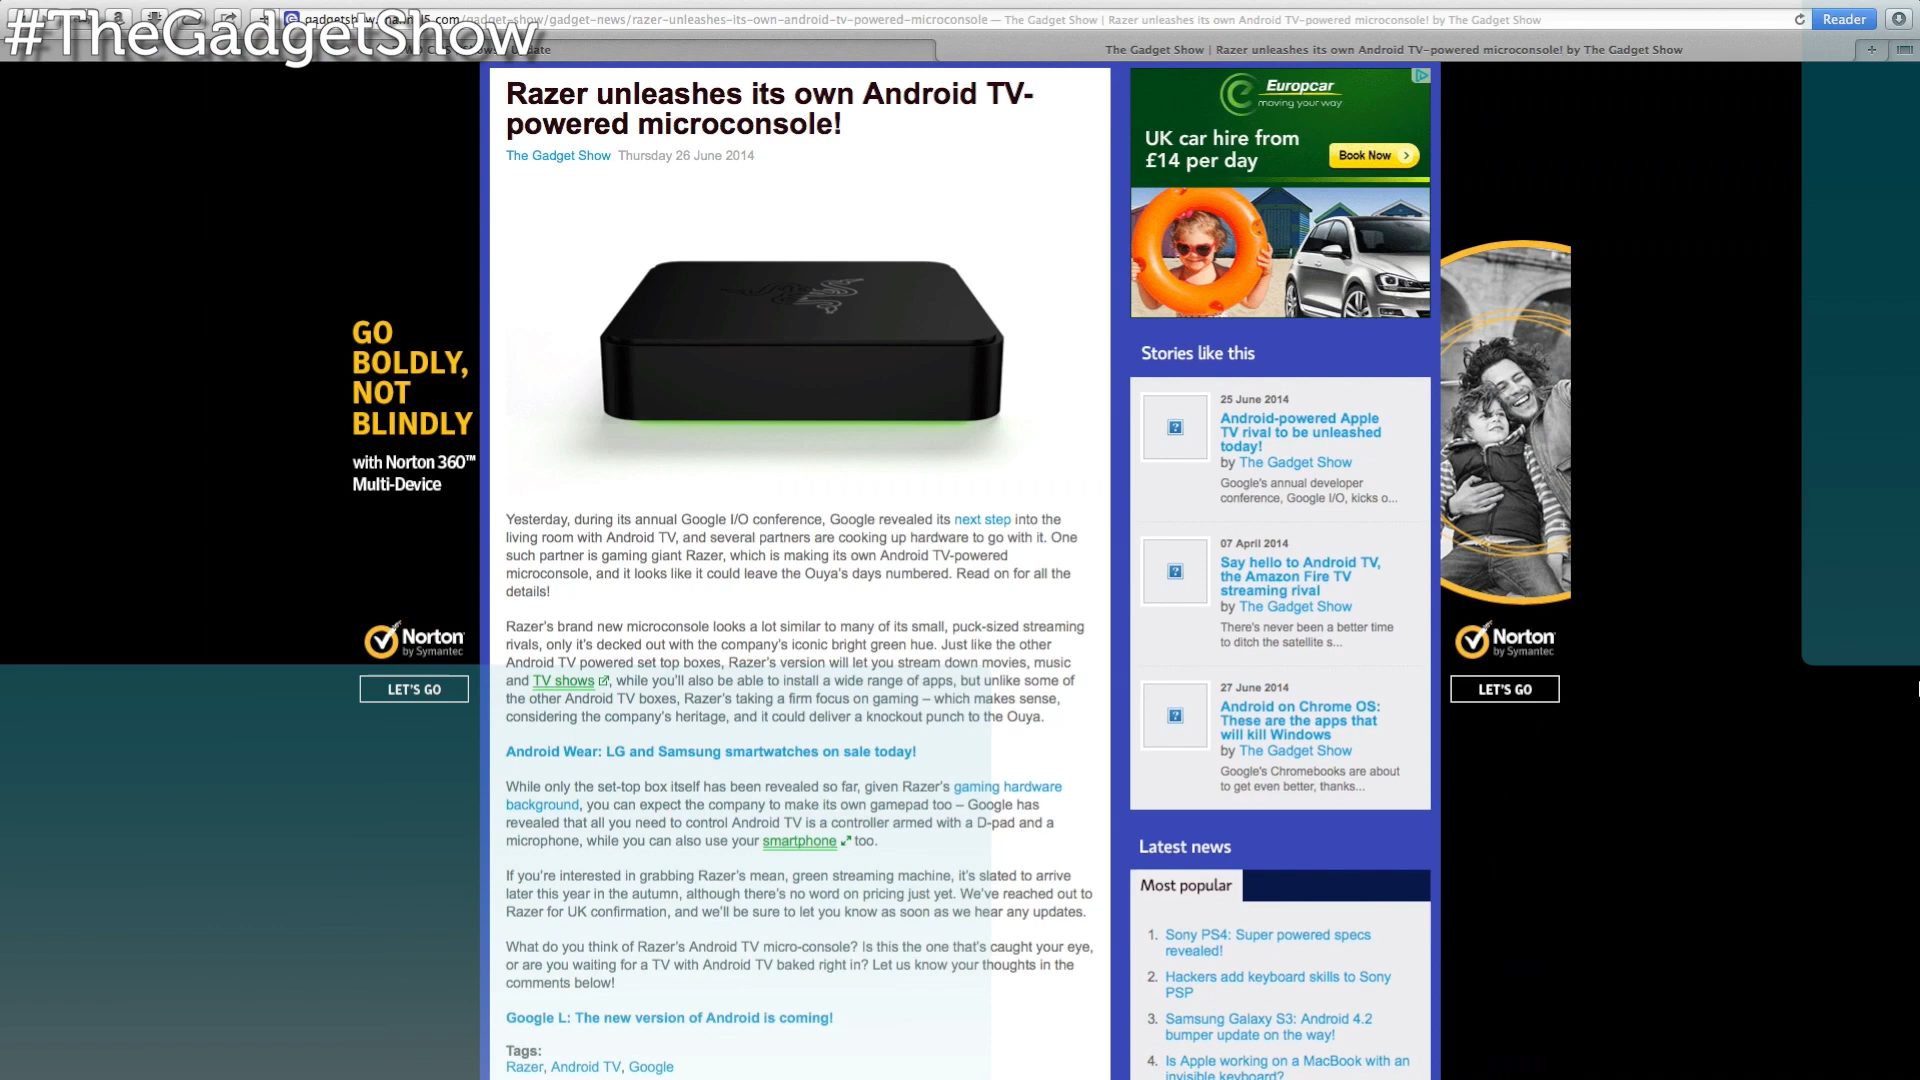 #TheGadgetShow
.com/gadget-show/gadget-news/razer-unleashes-its-own-android-tv-powered-microconsole — The Gadget Show | Razer unleashes its own Android TV-powered microconsole! by The Gadget Show
Reader
The Gadget Show | Razer unleashes its own Android TV-powered microconsole! by The Gadget Show
Razer unleashes its own Android TV-
powered microconsole!
The Gadget Show Thursday 26 June 2014
Yesterday, during its annual Google I/O conference, Google revealed its next step into the
living room with Android TV, and several partners are cooking up hardware to go with it. One
such partner is gaming giant Razer, which is making its own Android TV-powered
microconsole, and it looks like it could leave the Ouya's days numbered. Read on for all the
details!
Razer's brand new microconsole looks a lot similar to many of its small, puck-sized streaming
rivals, only it's decked out with the company's iconic bright green hue. Just like the other
Android TV powered set top boxes, Razer's version will let you stream down movies, music
and TV shows, while you'll also be able to install a wide range of apps, but unlike some of
the other Android TV boxes, Razer's taking a firm focus on gaming – which makes sense,
considering the company's heritage, and it could deliver a knockout punch to the Ouya.
Android Wear: LG and Samsung smartwatches on sale today!
While only the set-top box itself has been revealed so far, given Razer's gaming hardware
background, you can expect the company to make its own gamepad too – Google has
revealed that all you need to control Android TV is a controller armed with a D-pad and a
microphone, while you can also use your smartphone too.
If you're interested in grabbing Razer's mean, green streaming machine, it's slated to arrive
later this year in the autumn, although there's no word on pricing just yet. We've reached out to
Razer for UK confirmation, and we'll be sure to let you know as soon as we hear any updates.
What do you think of Razer's Android TV micro-console? Is this the one that's caught your eye,
or are you waiting for a TV with Android TV baked right in? Let us know your thoughts in the
comments below!
Google L: The new version of Android is coming!
Tags:
Razer, Android TV, Google
GO
BOLDLY,
NOT
BLINDLY
with Norton 360™
Multi-Device
Norton
by Symantec
LET'S GO
Europcar
moving your way
UK car hire from
£14 per day
Book Now
Stories like this
25 June 2014
Android-powered Apple
TV rival to be unleashed
today!
by The Gadget Show
Google's annual developer
conference, Google I/O, kicks o...
07 April 2014
Say hello to Android TV,
the Amazon Fire TV
streaming rival
by The Gadget Show
There's never been a better time
to ditch the satellite s...
27 June 2014
Android on Chrome OS:
These are the apps that
will kill Windows
by The Gadget Show
Google's Chromebooks are about
to get even better, thanks...
Latest news
Most popular
1. Sony PS4: Super powered specs
revealed!
2. Hackers add keyboard skills to Sony
PSP
3. Samsung Galaxy S3: Android 4.2
bumper update on the way!
4. Is Apple working on a MacBook with an
invisible keyboard?
Norton
by Symantec
LET'S GO